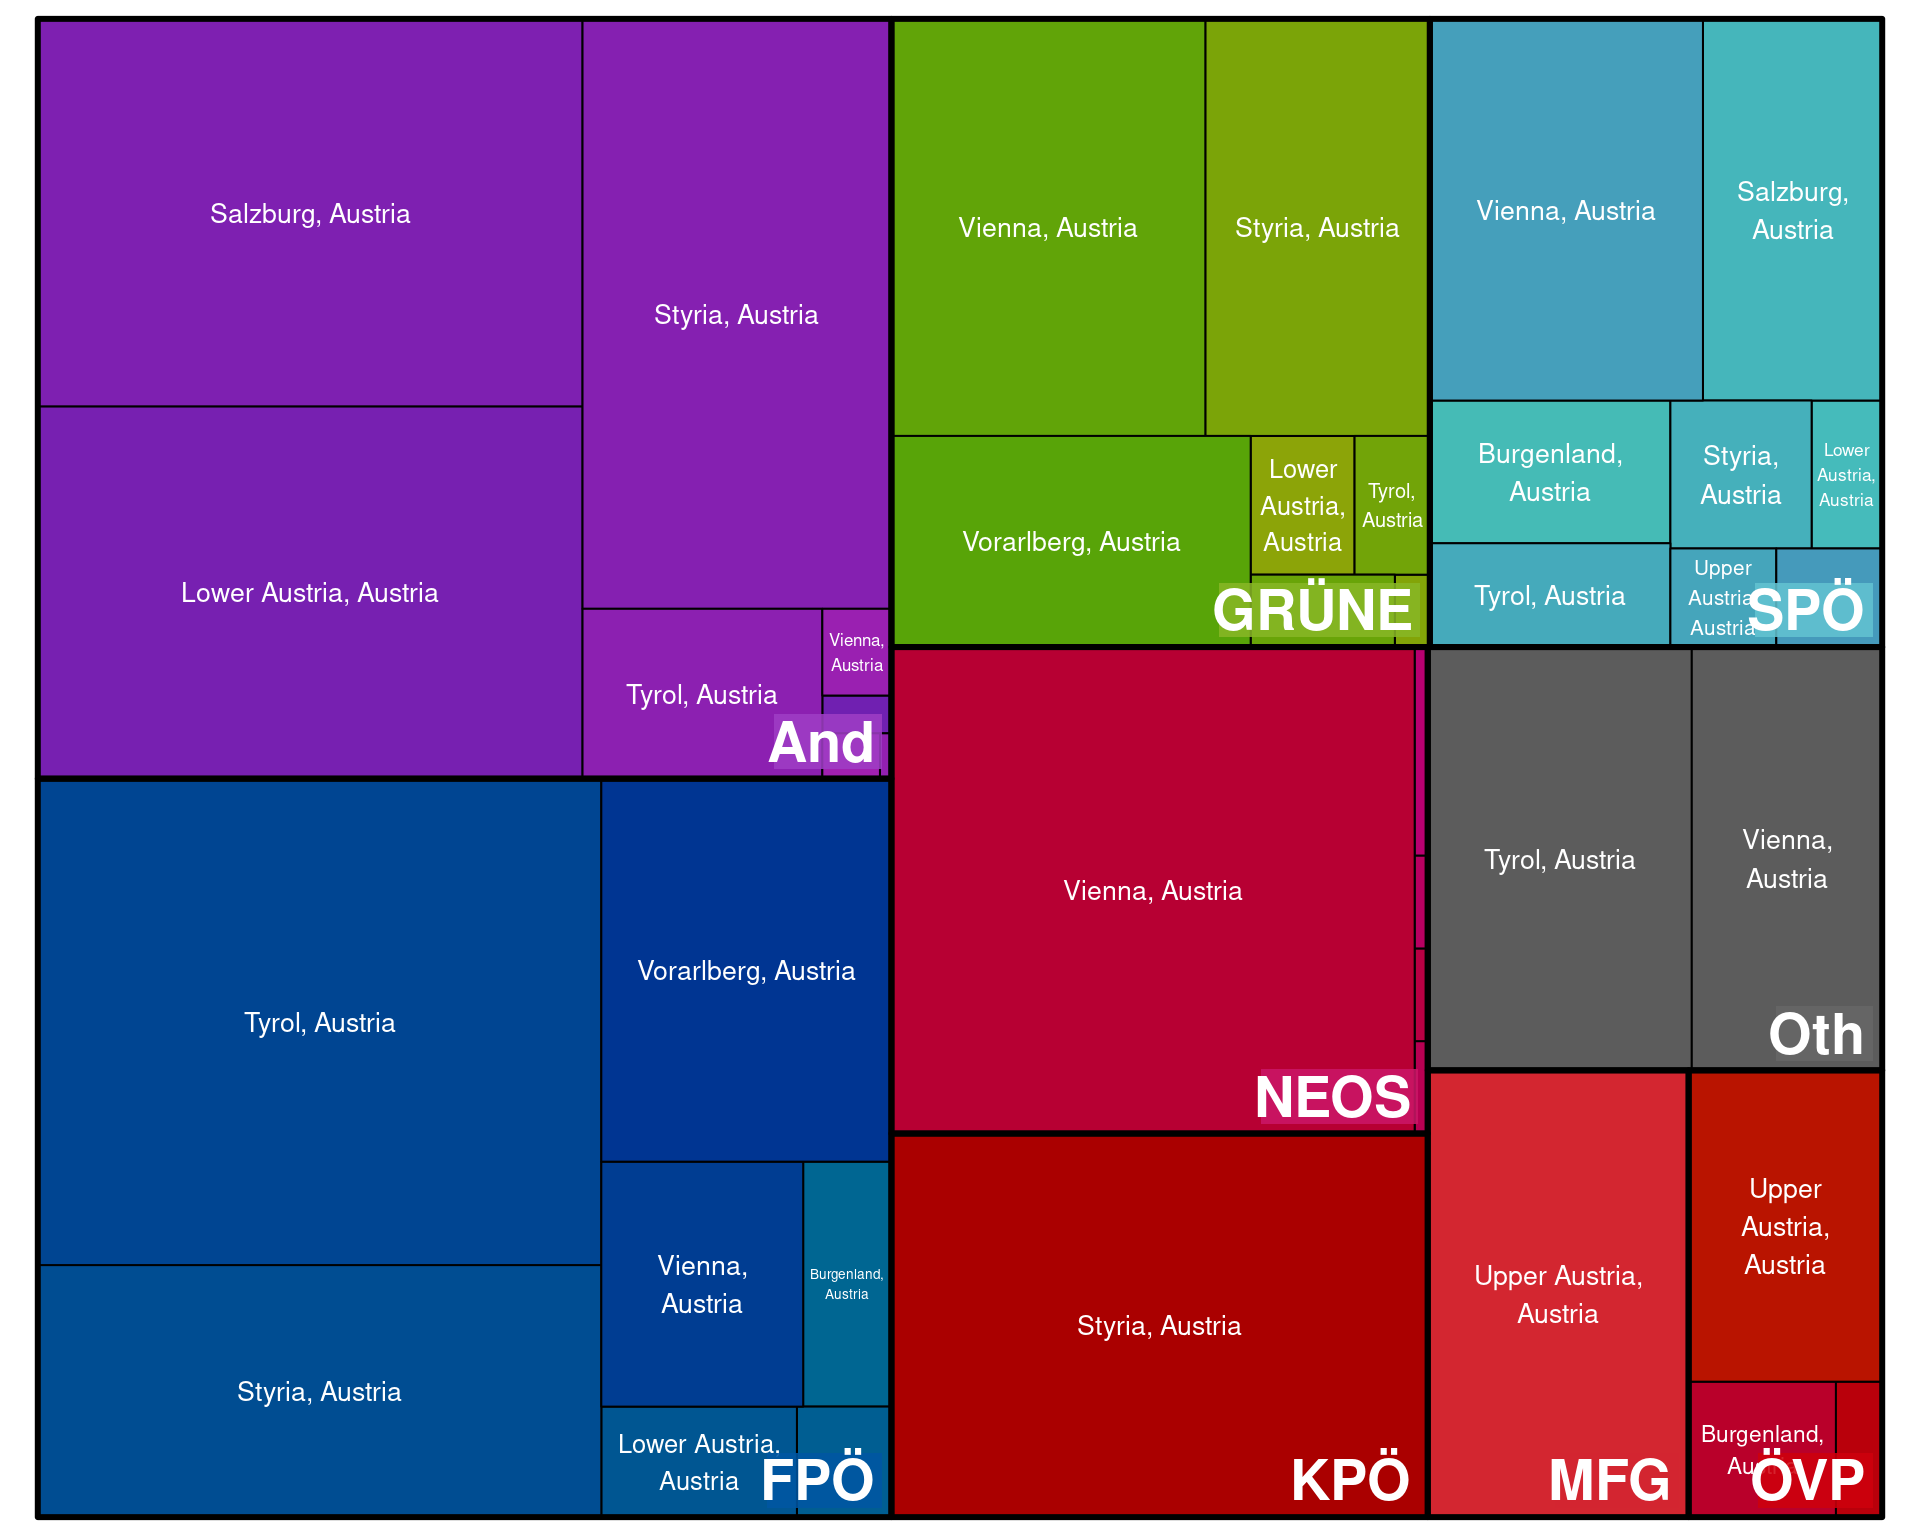 Salzburg, Austria
Lower Austria, Austria
Styria, Austria
Tyrol, Austria
Vienna,
Austria
And
Tyrol, Austria
Styria, Austria
Vorarlberg, Austria
Vienna,
Austria
Burgenland,
Austria
Lower Austria,
Austria
FPÖ
Vienna, Austria
Styria, Austria
Vorarlberg, Austria
Lower
Austria,
Austria
Tyrol,
Austria
GRÜNE
Vienna, Austria
NEOS
Styria, Austria
KPÖ
Vienna, Austria
Salzburg,
Austria
Burgenland,
Austria
Tyrol, Austria
Styria,
Austria
Lower
Austria,
Austria
Upper
Austria,
Austria
SPÖ
Tyrol, Austria
Vienna,
Austria
Oth
Upper Austria,
Austria
MFG
Upper
Austria,
Austria
Burgenland,
Austria
ÖVP